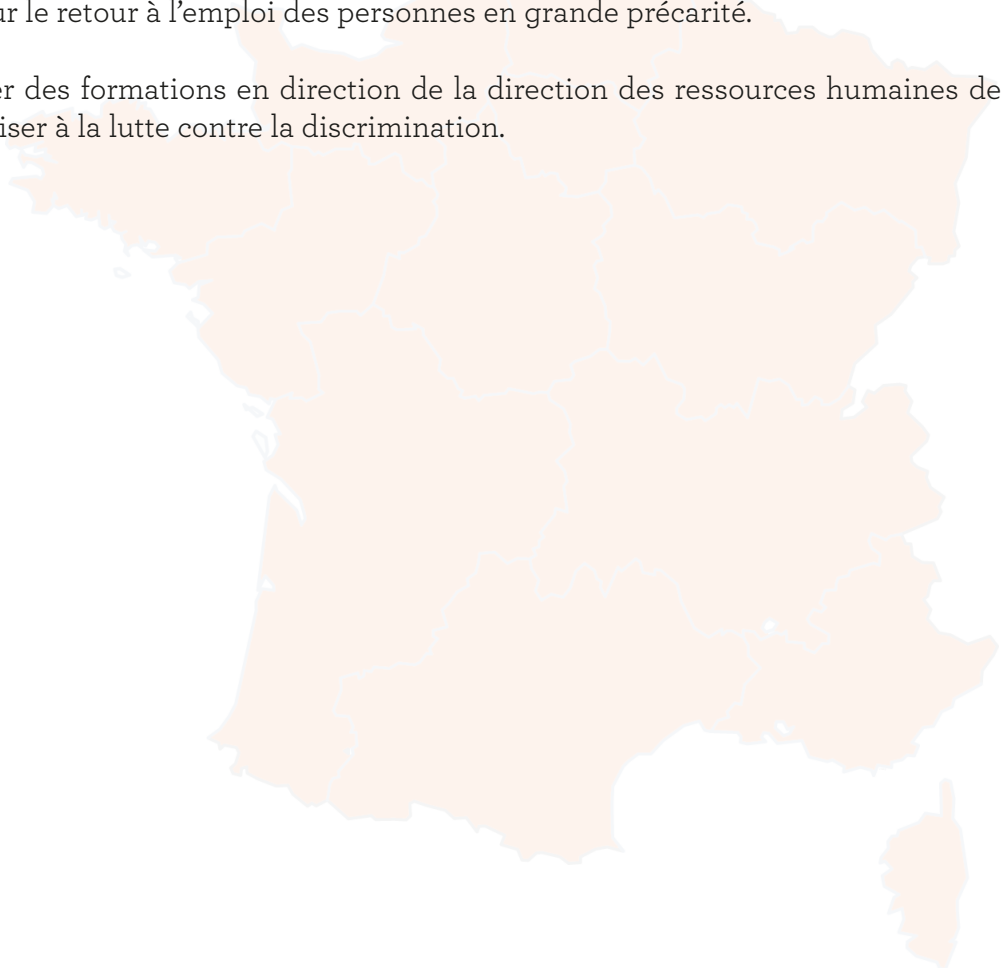 ur le retour à l'emploi des personnes en grande précarité.
er des formations en direction de la direction des ressources humaines de
iser à la lutte contre la discrimination.